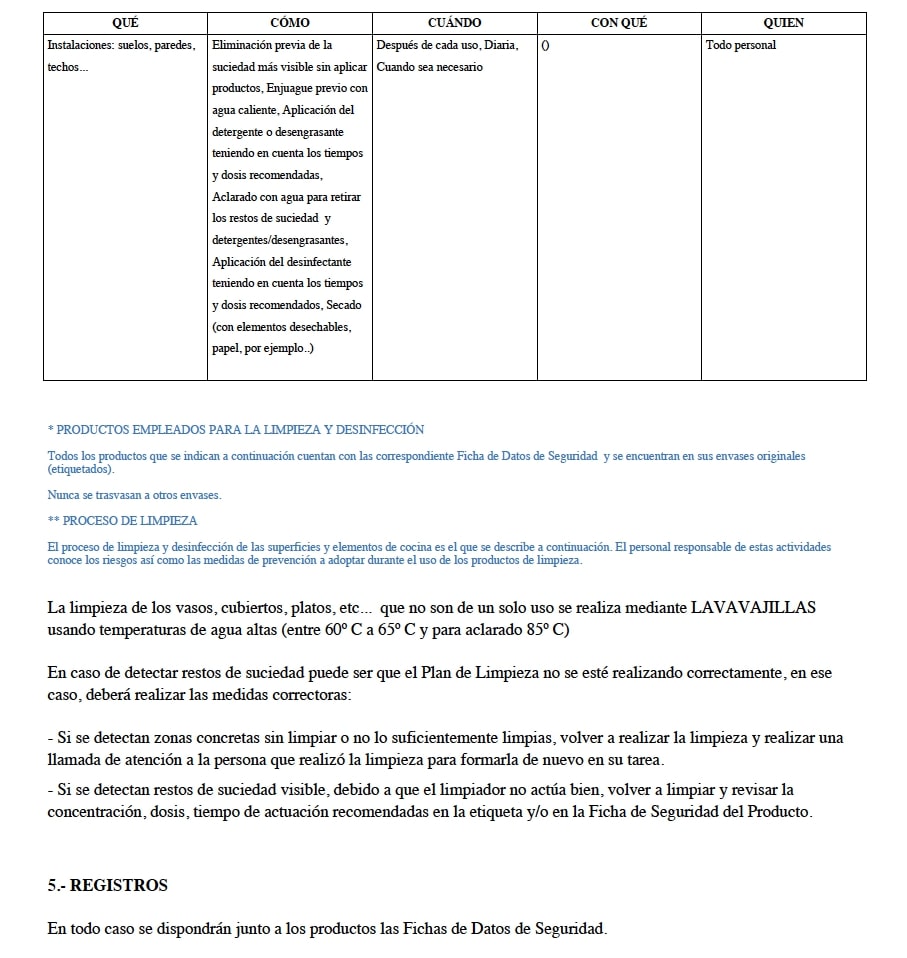 QUÉ CÓMO CUÁNDO CON QUÉ QUIEN
Instalaciones: suelos, paredes,
techos...
Eliminación previa de la
suciedad más visible sin aplicar
productos, Enjuague previo con
agua caliente, Aplicación del
detergente o desengrasante
teniendo en cuenta los tiempos
y dosis recomendadas,
Aclarado con agua para retirar
los restos de suciedad y
detergentes/desengrasantes,
Aplicación del desinfectante
teniendo en cuenta los tiempos
y dosis recomendados, Secado
(con elementos desechables,
papel, por ejemplo..)
Después de cada uso, Diaria,
Cuando sea necesario
()
Todo personal
* PRODUCTOS EMPLEADOS PARA LA LIMPIEZA Y DESINFECCIÓN
Todos los productos que se indican a continuación cuentan con las correspondiente Ficha de Datos de Seguridad y se encuentran en sus envases originales
(etiquetados).
Nunca se trasvasan a otros envases.
** PROCESO DE LIMPIEZA
El proceso de limpieza y desinfección de las superficies y elementos de cocina es el que se describe a continuación. El personal responsable de estas actividades
conoce los riesgos así como las medidas de prevención a adoptar durante el uso de los productos de limpieza.
La limpieza de los vasos, cubiertos, platos, etc... que no son de un solo uso se realiza mediante LAVAVAJILLAS
usando temperaturas de agua altas (entre 60º C a 65º C y para aclarado 85º C)
En caso de detectar restos de suciedad puede ser que el Plan de Limpieza no se esté realizando correctamente, en ese
caso, deberá realizar las medidas correctoras:
- Si se detectan zonas concretas sin limpiar o no lo suficientemente limpias, volver a realizar la limpieza y realizar una
llamada de atención a la persona que realizó la limpieza para formarla de nuevo en su tarea.
- Si se detectan restos de suciedad visible, debido a que el limpiador no actúa bien, volver a limpiar y revisar la
concentración, dosis, tiempo de actuación recomendadas en la etiqueta y/o en la Ficha de Seguridad del Producto.
5.- REGISTROS
En todo caso se dispondrán junto a los productos las Fichas de Datos de Seguridad.